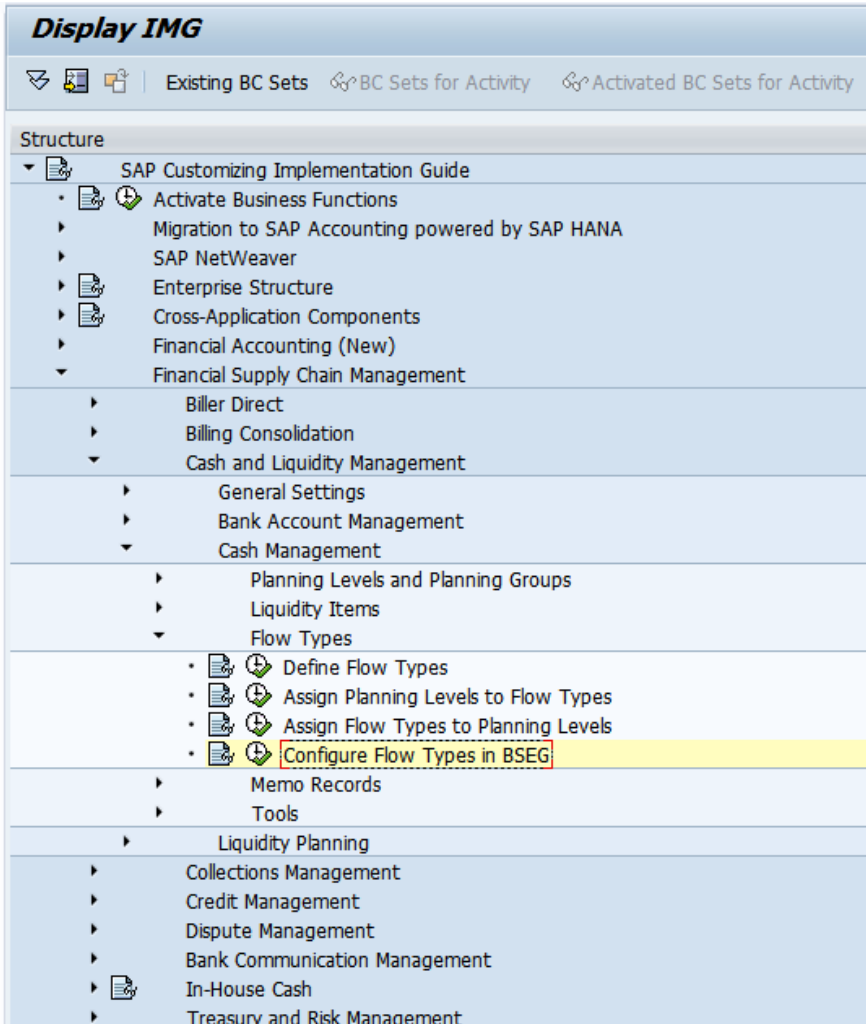 Display IMG
Existing BC Sets BC Sets for Activity Activated BC Sets for Activity
Structure
SAP Customizing Implementation Guide
Activate Business Functions
Migration to SAP Accounting powered by SAP HANA
SAP NetWeaver
Enterprise Structure
Cross-Application Components
Financial Accounting (New)
Financial Supply Chain Management
Biller Direct
Billing Consolidation
Cash and Liquidity Management
General Settings
Bank Account Management
Cash Management
Planning Levels and Planning Groups
Liquidity Items
Flow Types
Define Flow Types
Assign Planning Levels to Flow Types
Assign Flow Types to Planning Levels
Configure Flow Types in BSEG
Memo Records
Tools
Liquidity Planning
Collections Management
Credit Management
Dispute Management
Bank Communication Management
In-House Cash
Treasury and Risk Management